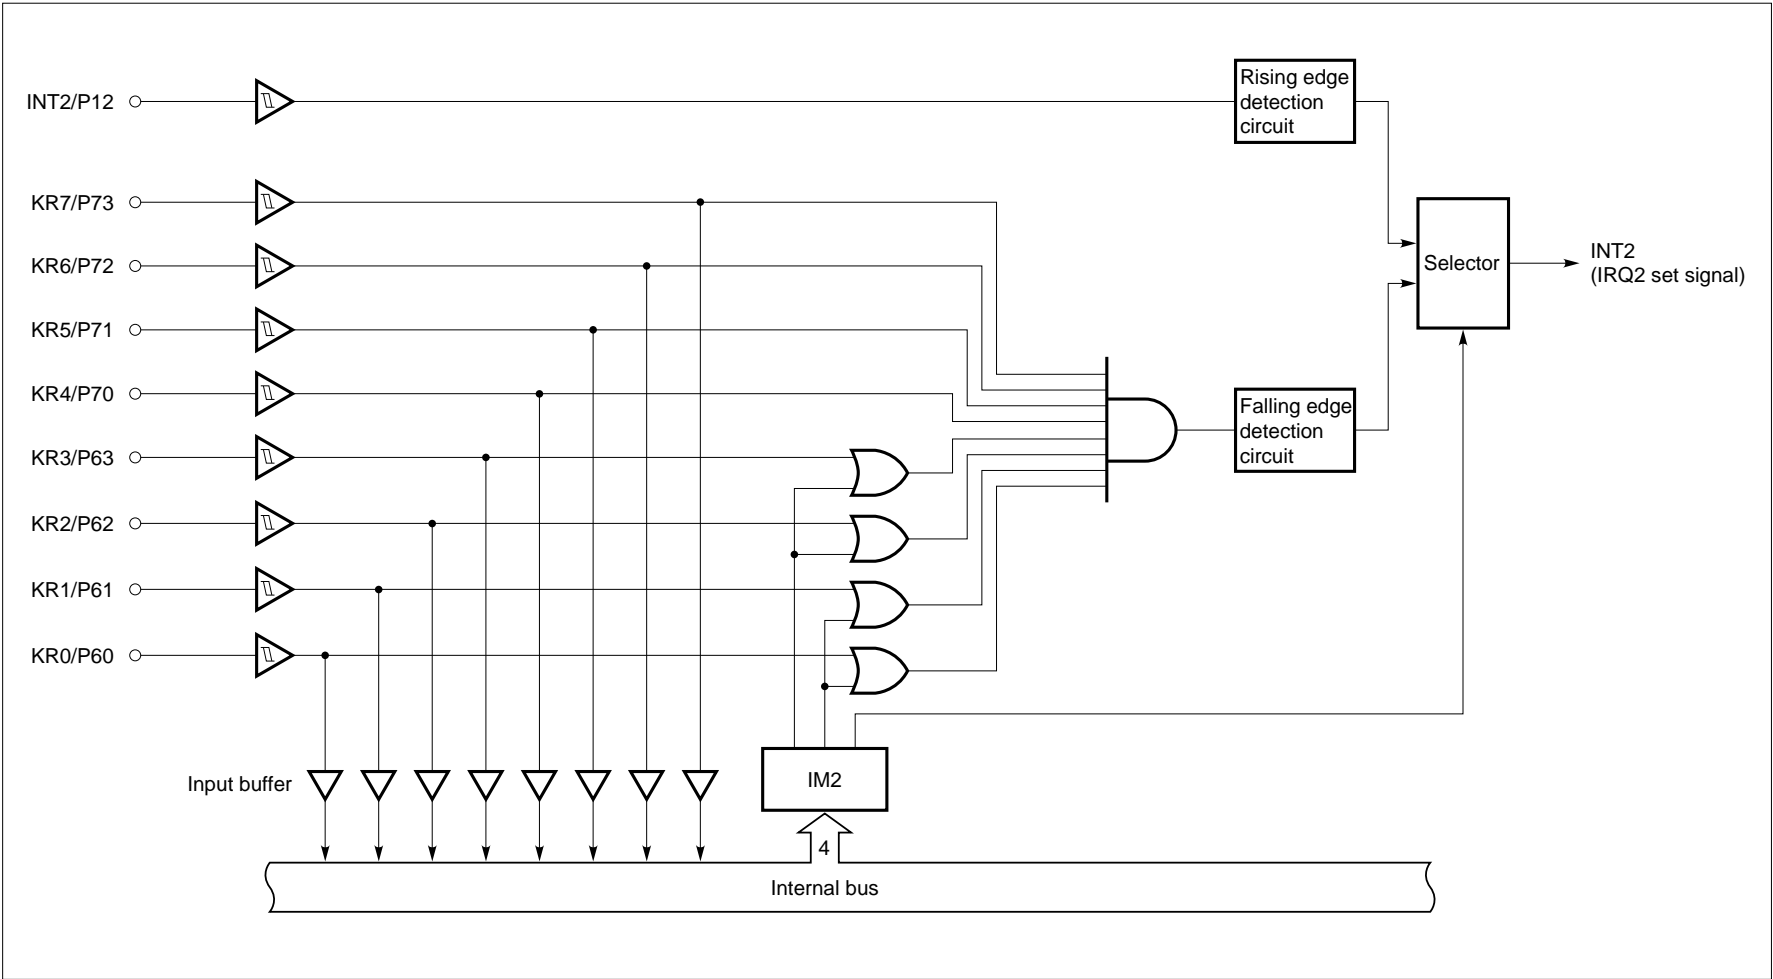 INT2/P12
Rising edge
detection
circuit
KR7/P73
KR6/P72
Selector
INT2
(IRQ2 set signal)
KR5/P71
KR4/P70
Falling edge
detection
circuit
KR3/P63
KR2/P62
KR1/P61
KR0/P60
Input buffer
IM2
4
Internal bus